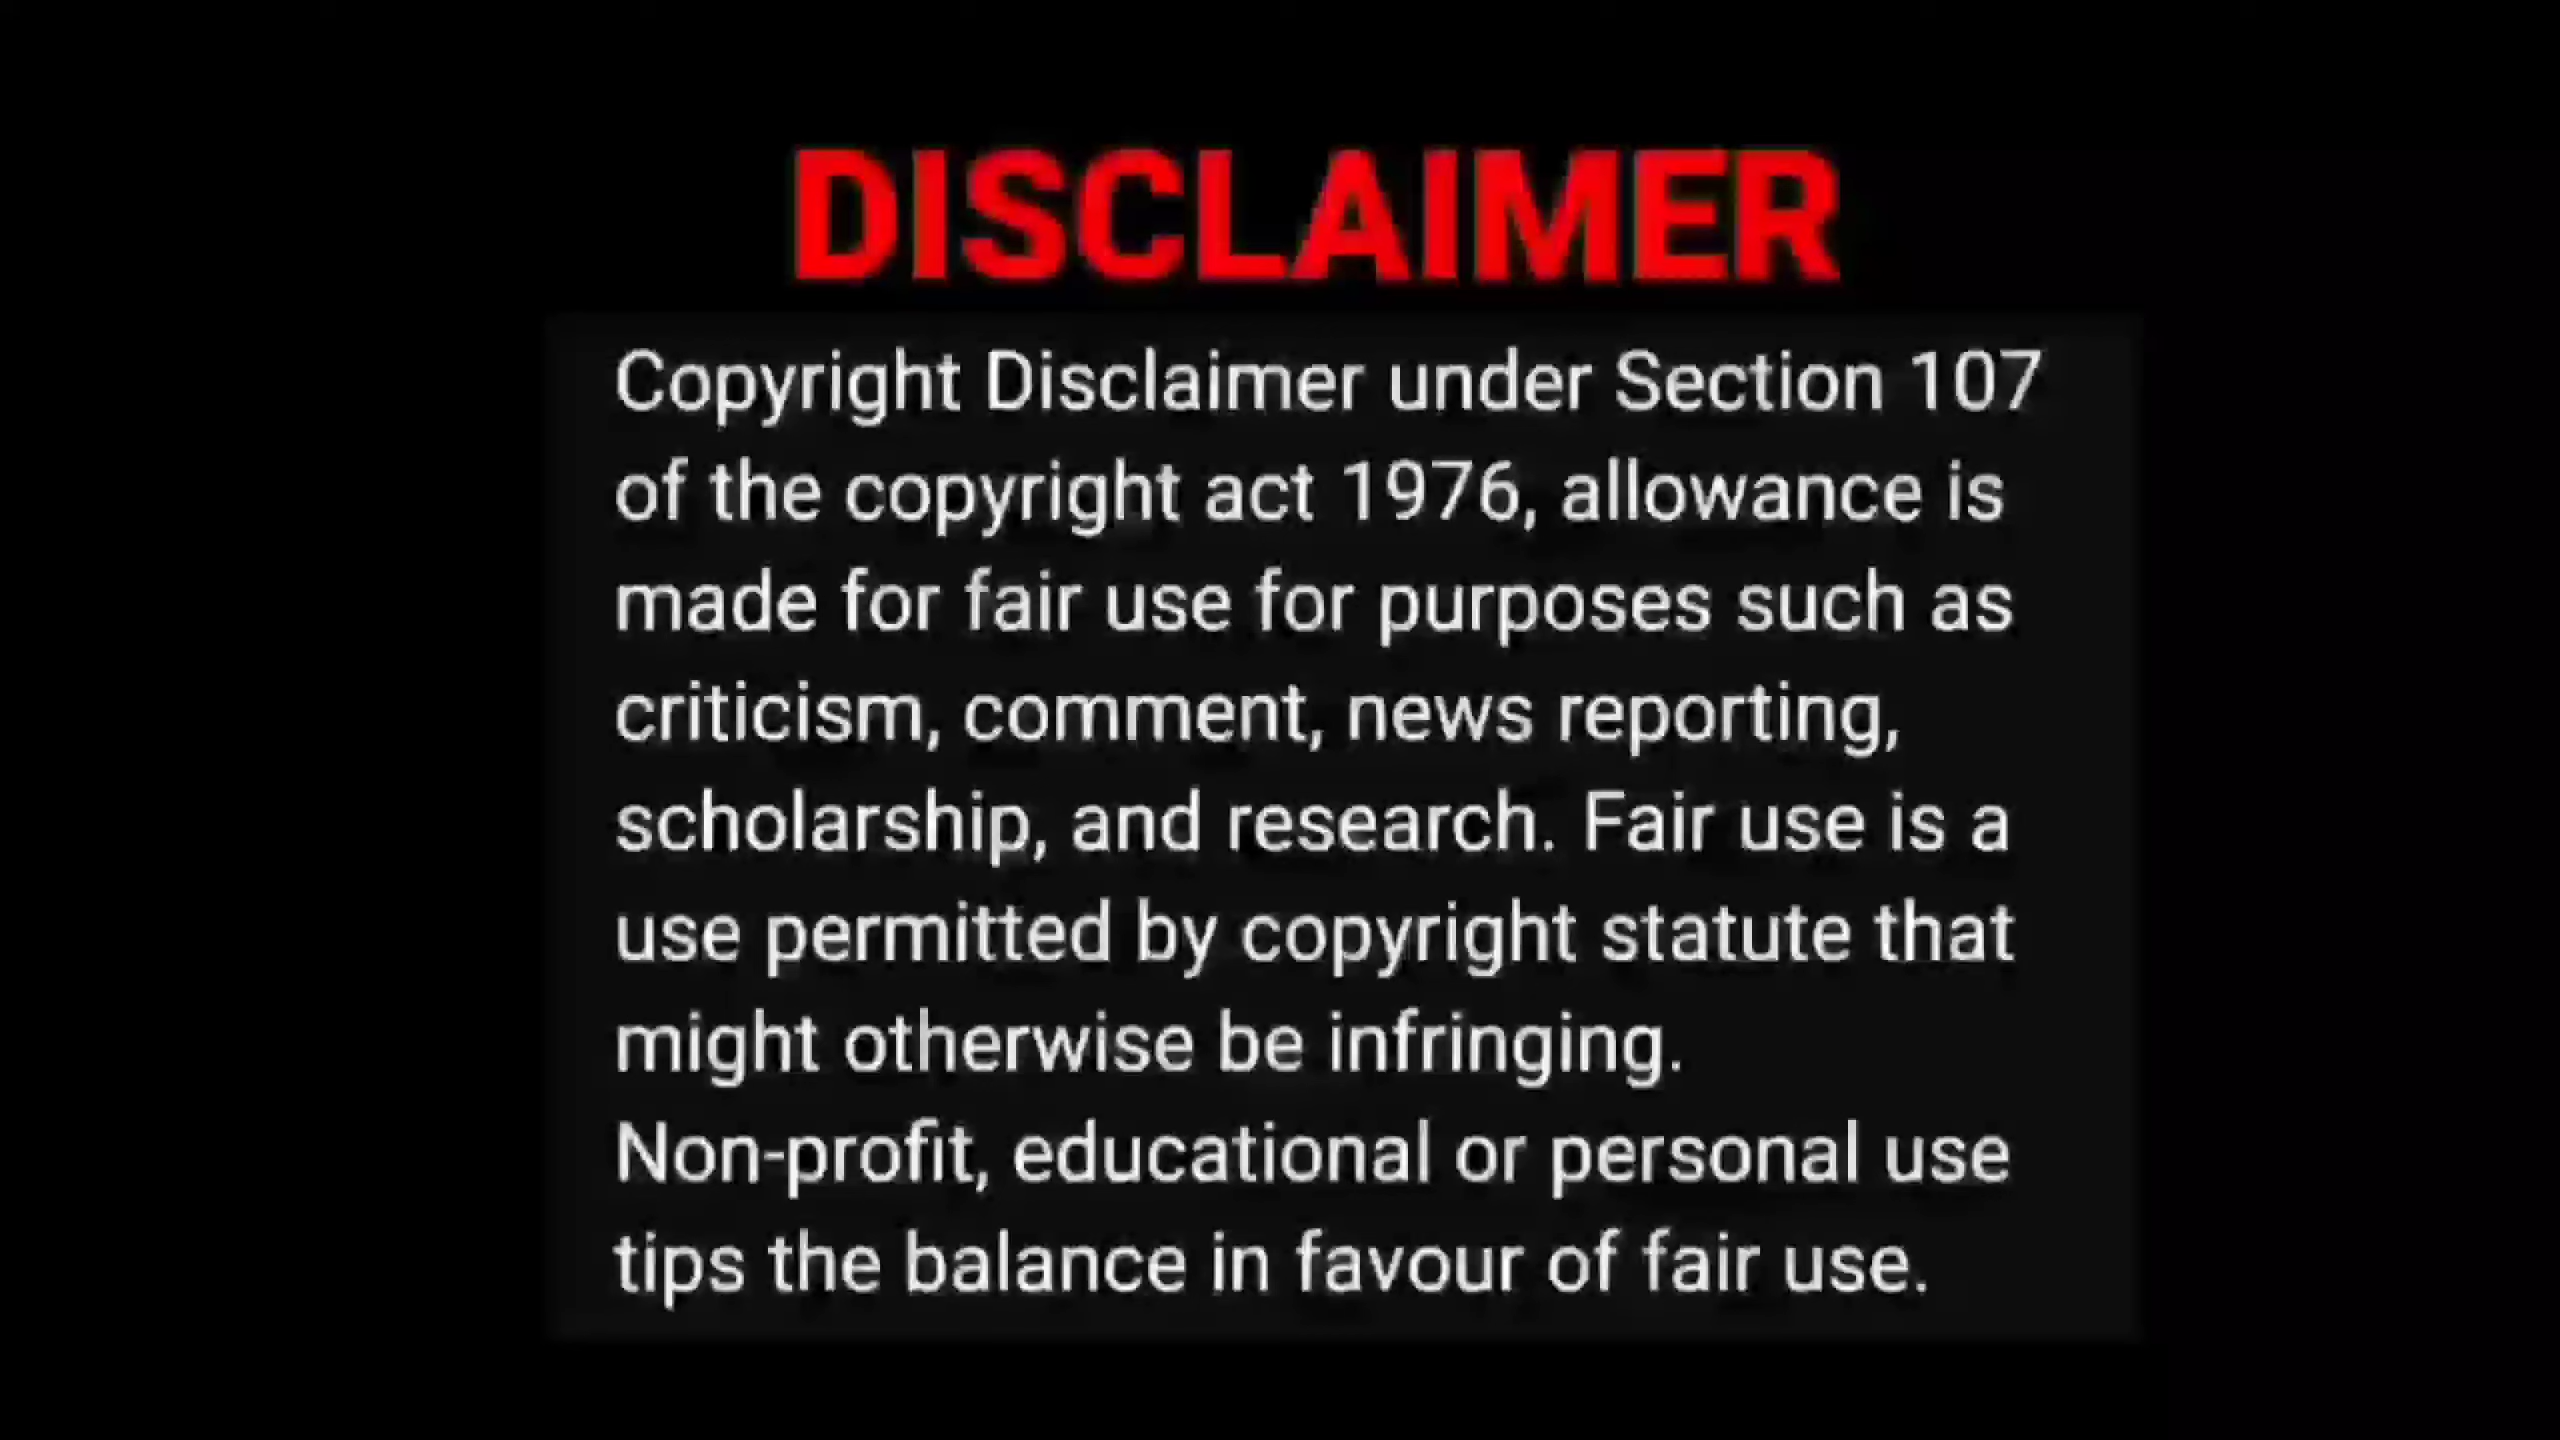 DISCLAIMER
Copyright Disclaimer under Section 107
of the copyright act 1976, allowance is
made for fair use for purposes such as
criticism, comment, news reporting,
scholarship, and research. Fair use is a
use permitted by copyright statute that
might otherwise be infringing.
Non-profit, educational or personal use
tips the balance in favour of fair use.